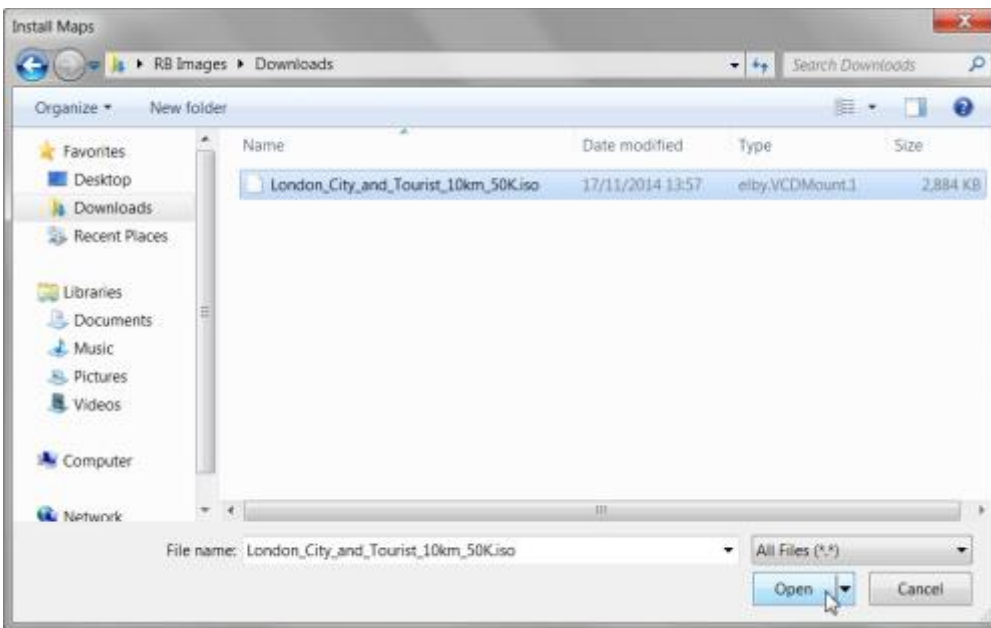 Install Maps
RB Images Downloads Search Downloads
Organize New folder
Favorites
Desktop
Downloads
Recent Places
Libraries
Documents
Music
Pictures
Videos
Computer
Network
Name Date modified Type Size
London_City_and_Tourist_10km_50K.iso 17/11/2014 13:57 elby.VCDMount.1 2,884 KB
File name: London_City_and_Tourist_10km_50K.iso All Files (*.*)
Open Cancel